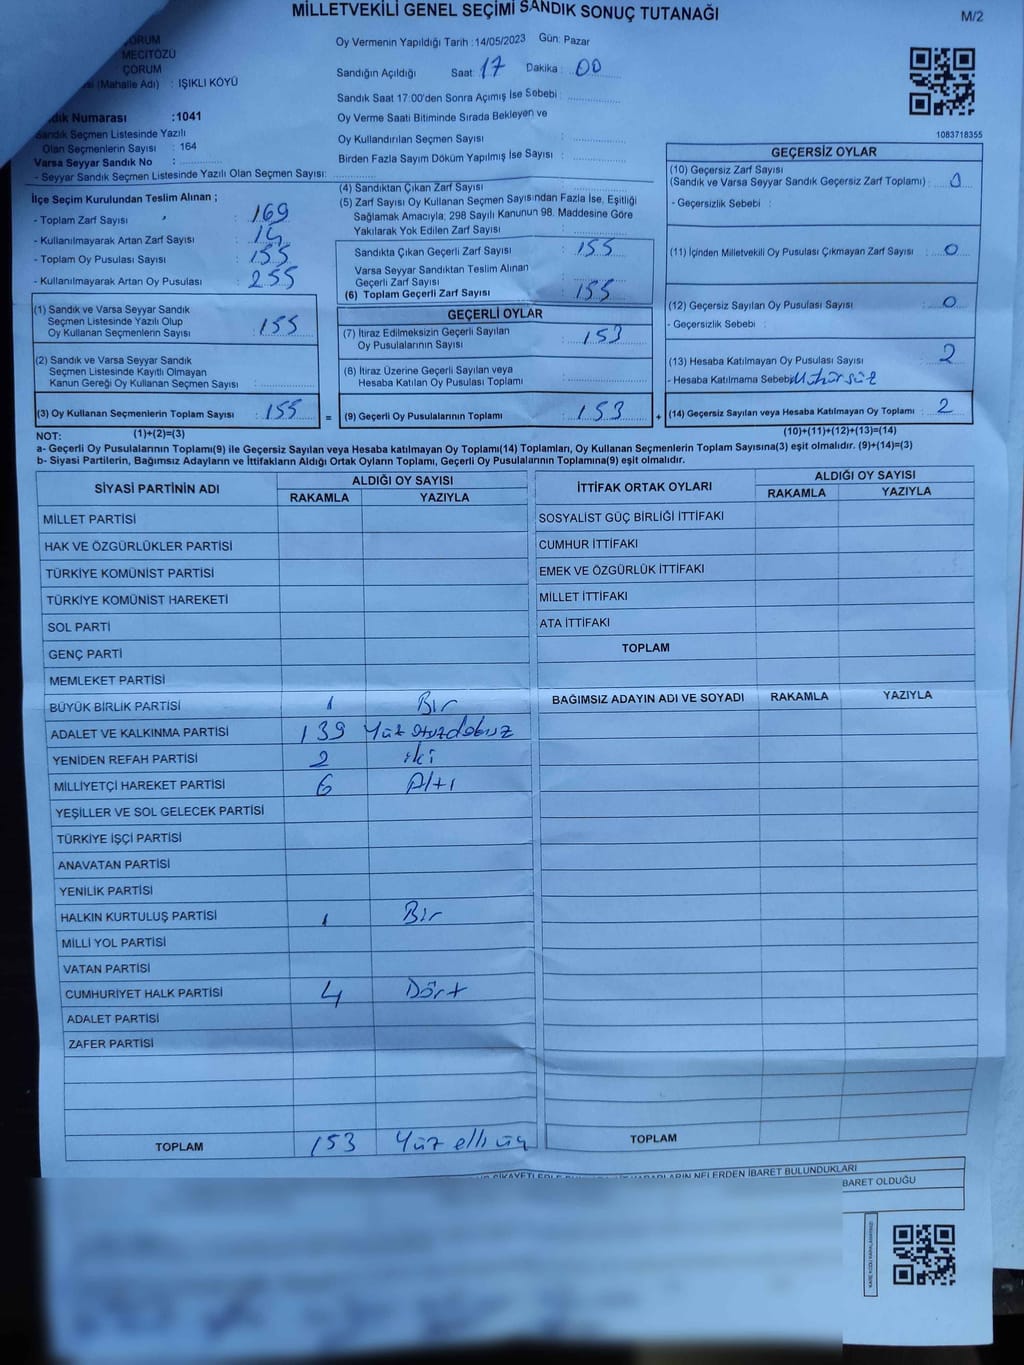 MİLLETVEKİLİ GENEL SEÇİMİ SANDIK SONUÇ TUTANAĞI
M/2
ÇORUM
MECİTÖZÜ
ÇORUM
(Mahalle Adı) : IŞIKLI KÖYÜ
Numarası :1041
Sandık Seçmen Listesinde Yazılı
Olan Seçmenlerin Sayısı : 164
Varsa Seyyar Sandık No :
- Seyyar Sandık Seçmen Listesinde Yazılı Olan Seçmen Sayısı:
Oy Vermenin Yapıldığı Tarih :14/05/2023 Gün: Pazar
Sandığın Açıldığı Saat: 17 Dakika : 00
Sandık Saat 17:00'den Sonra Açımış İse Sebebi :
Oy Verme Saati Bitiminde Sırada Bekleyen ve
Oy Kullandırılan Seçmen Sayısı :
Birden Fazla Sayım Döküm Yapılmış İse Sayısı :
1083718355
İlçe Seçim Kurulundan Teslim Alınan ;
- Toplam Zarf Sayısı : 169
- Kullanılmayarak Artan Zarf Sayısı : 14
- Toplam Oy Pusulası Sayısı : 155
- Kullanılmayarak Artan Oy Pusulası : 255
(4) Sandıktan Çıkan Zarf Sayısı :
(5) Zarf Sayısı Oy Kullanan Seçmen Sayısından Fazla İse, Eşitliği
Sağlamak Amacıyla; 298 Sayılı Kanunun 98. Maddesine Göre
Yakılarak Yok Edilen Zarf Sayısı :
Sandıkta Çıkan Geçerli Zarf Sayısı : 155
Varsa Seyyar Sandıktan Teslim Alınan
Geçerli Zarf Sayısı :
(6) Toplam Geçerli Zarf Sayısı : 155
GEÇERSİZ OYLAR
(10) Geçersiz Zarf Sayısı
(Sandık ve Varsa Seyyar Sandık Geçersiz Zarf Toplamı) : 0
- Geçersizlik Sebebi :
(11) İçinden Milletvekili Oy Pusulası Çıkmayan Zarf Sayısı : 0
(12) Geçersiz Sayılan Oy Pusulası Sayısı : 0
- Geçersizlik Sebebi :
(13) Hesaba Katılmayan Oy Pusulası Sayısı : 2
- Hesaba Katılmama Sebebi: Mühürsüz
(14) Geçersiz Sayılan veya Hesaba Katılmayan Oy Toplamı : 2
(10)+(11)+(12)+(13)=(14)
(1) Sandık ve Varsa Seyyar Sandık
Seçmen Listesinde Yazılı Olup
Oy Kullanan Seçmenlerin Sayısı : 155
(2) Sandık ve Varsa Seyyar Sandık
Seçmen Listesinde Kayıtlı Olmayan
Kanun Gereği Oy Kullanan Seçmen Sayısı :
(3) Oy Kullanan Seçmenlerin Toplam Sayısı : 155 =
(1)+(2)=(3)
GEÇERLİ OYLAR
(7) İtiraz Edilmeksizin Geçerli Sayılan
Oy Pusulalarının Sayısı : 153
(8) İtiraz Üzerine Geçerli Sayılan veya
Hesaba Katılan Oy Pusulası Toplamı :
(9) Geçerli Oy Pusulalarının Toplamı : 153 +
NOT:
a- Geçerli Oy Pusulalarının Toplamı(9) ile Geçersiz Sayılan veya Hesaba katılmayan Oy Toplamı(14) Toplamları, Oy Kullanan Seçmenlerin Toplam Sayısına(3) eşit olmalıdır. (9)+(14)=(3)
b- Siyasi Partilerin, Bağımsız Adayların ve İttifakların Aldığı Ortak Oyların Toplamı, Geçerli Oy Pusulalarının Toplamına(9) eşit olmalıdır.
SİYASİ PARTİNİN ADI
ALDIĞI OY SAYISI
RAKAMLA YAZIYLA
MİLLET PARTİSİ
HAK VE ÖZGÜRLÜKLER PARTİSİ
TÜRKİYE KOMÜNİST PARTİSİ
TÜRKİYE KOMÜNİST HAREKETİ
SOL PARTİ
GENÇ PARTİ
MEMLEKET PARTİSİ
BÜYÜK BİRLİK PARTİSİ 1 Bir
ADALET VE KALKINMA PARTİSİ 139 Yüz otuzdokuz
YENİDEN REFAH PARTİSİ 2 iki
MİLLİYETÇİ HAREKET PARTİSİ 6 Altı
YEŞİLLER VE SOL GELECEK PARTİSİ
TÜRKİYE İŞÇİ PARTİSİ
ANAVATAN PARTİSİ
YENİLİK PARTİSİ
HALKIN KURTULUŞ PARTİSİ 1 Bir
MİLLİ YOL PARTİSİ
VATAN PARTİSİ
CUMHURİYET HALK PARTİSİ 4 Dört
ADALET PARTİSİ
ZAFER PARTİSİ
TOPLAM 153 Yüz elli üç
İTTİFAK ORTAK OYLARI
ALDIĞI OY SAYISI
RAKAMLA YAZIYLA
SOSYALİST GÜÇ BİRLİĞİ İTTİFAKI
CUMHUR İTTİFAKI
EMEK VE ÖZGÜRLÜK İTTİFAKI
MİLLET İTTİFAKI
ATA İTTİFAKI
TOPLAM
BAĞIMSIZ ADAYIN ADI VE SOYADI RAKAMLA YAZIYLA
TOPLAM
NELERDEN İBARET BULUNDUKLARI
BARET OLDUĞU